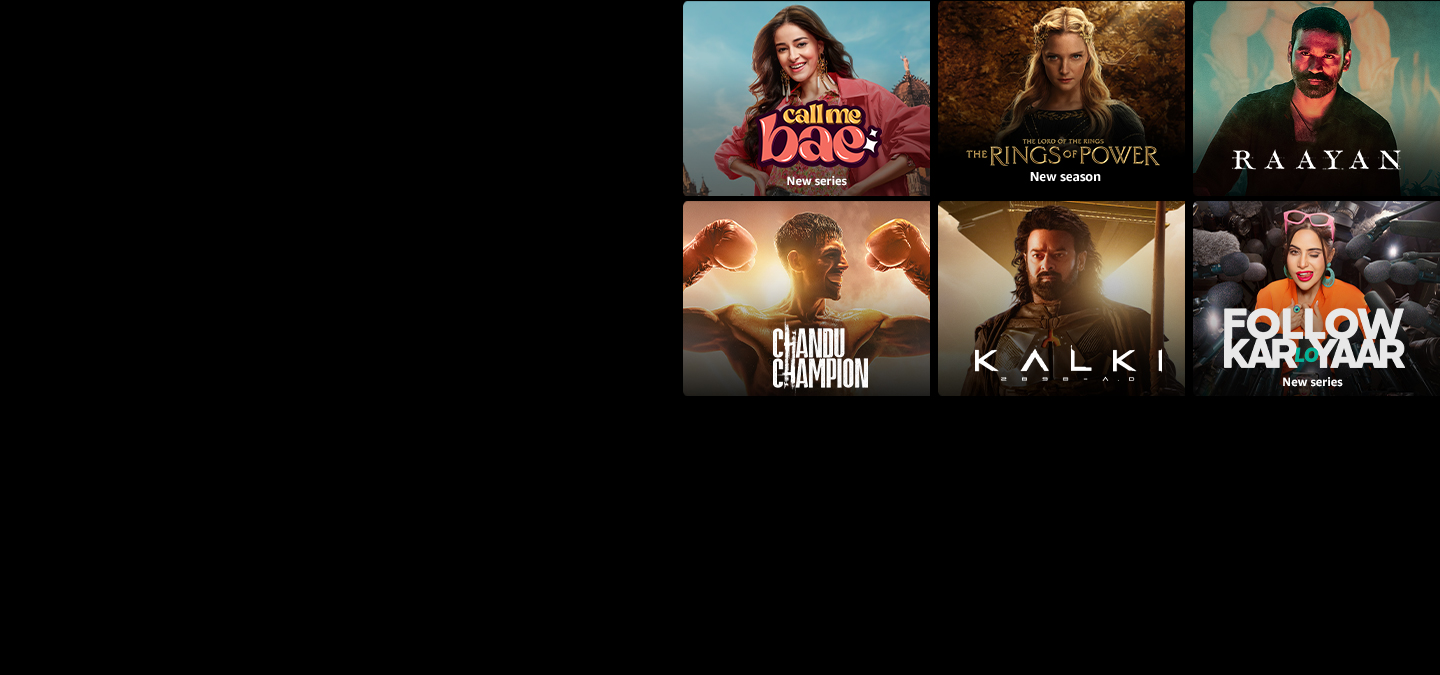 call me
bae
New series
THE LORD OF THE RINGS
THE RINGS OF POWER
New season
RAAYAN
CHANDU
CHAMPION
KALKI
2898-A.D
FOLLOW
KAR LO YAAR
New series